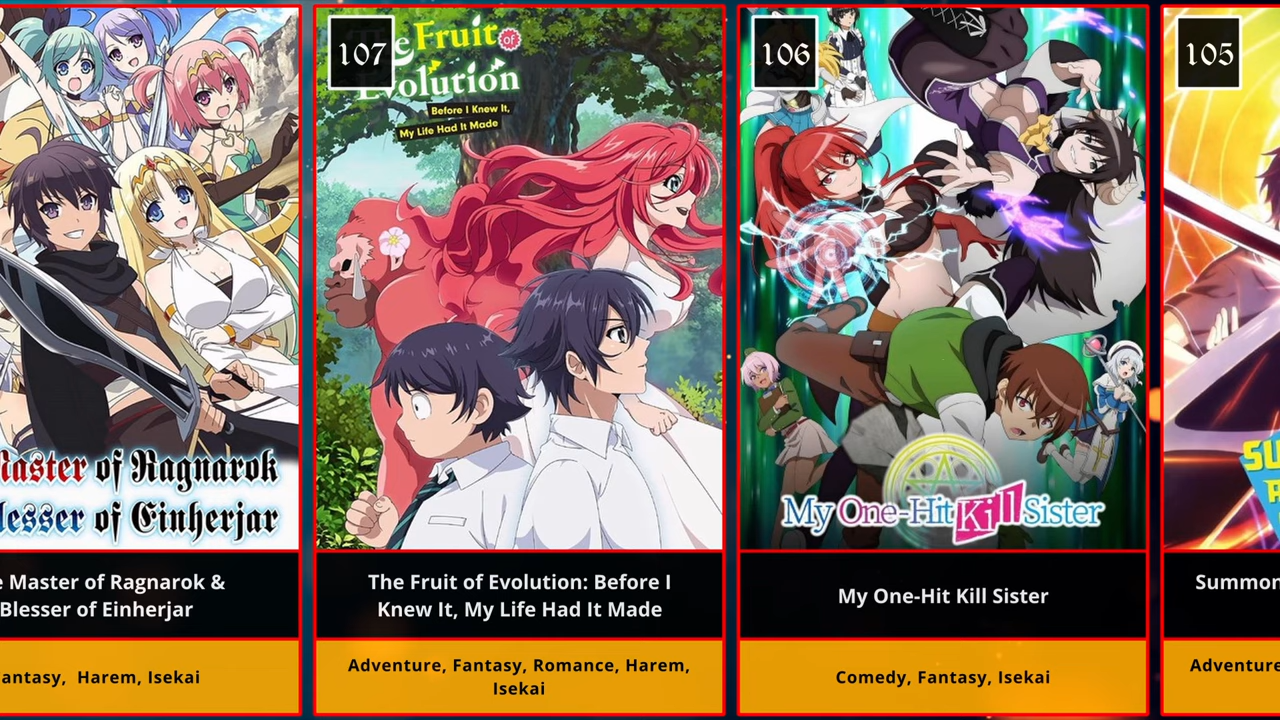 Master of Ragnarok
lesser of Einherjar
e Master of Ragnarok &
Blesser of Einherjar
antasy, Harem, Isekai
107
e Fruit of
Evolution
Before I Knew It,
My Life Had It Made
The Fruit of Evolution: Before I
Knew It, My Life Had It Made
Adventure, Fantasy, Romance, Harem,
Isekai
106
My One-Hit Kill Sister
My One-Hit Kill Sister
Comedy, Fantasy, Isekai
105
SU
Summon
Adventure